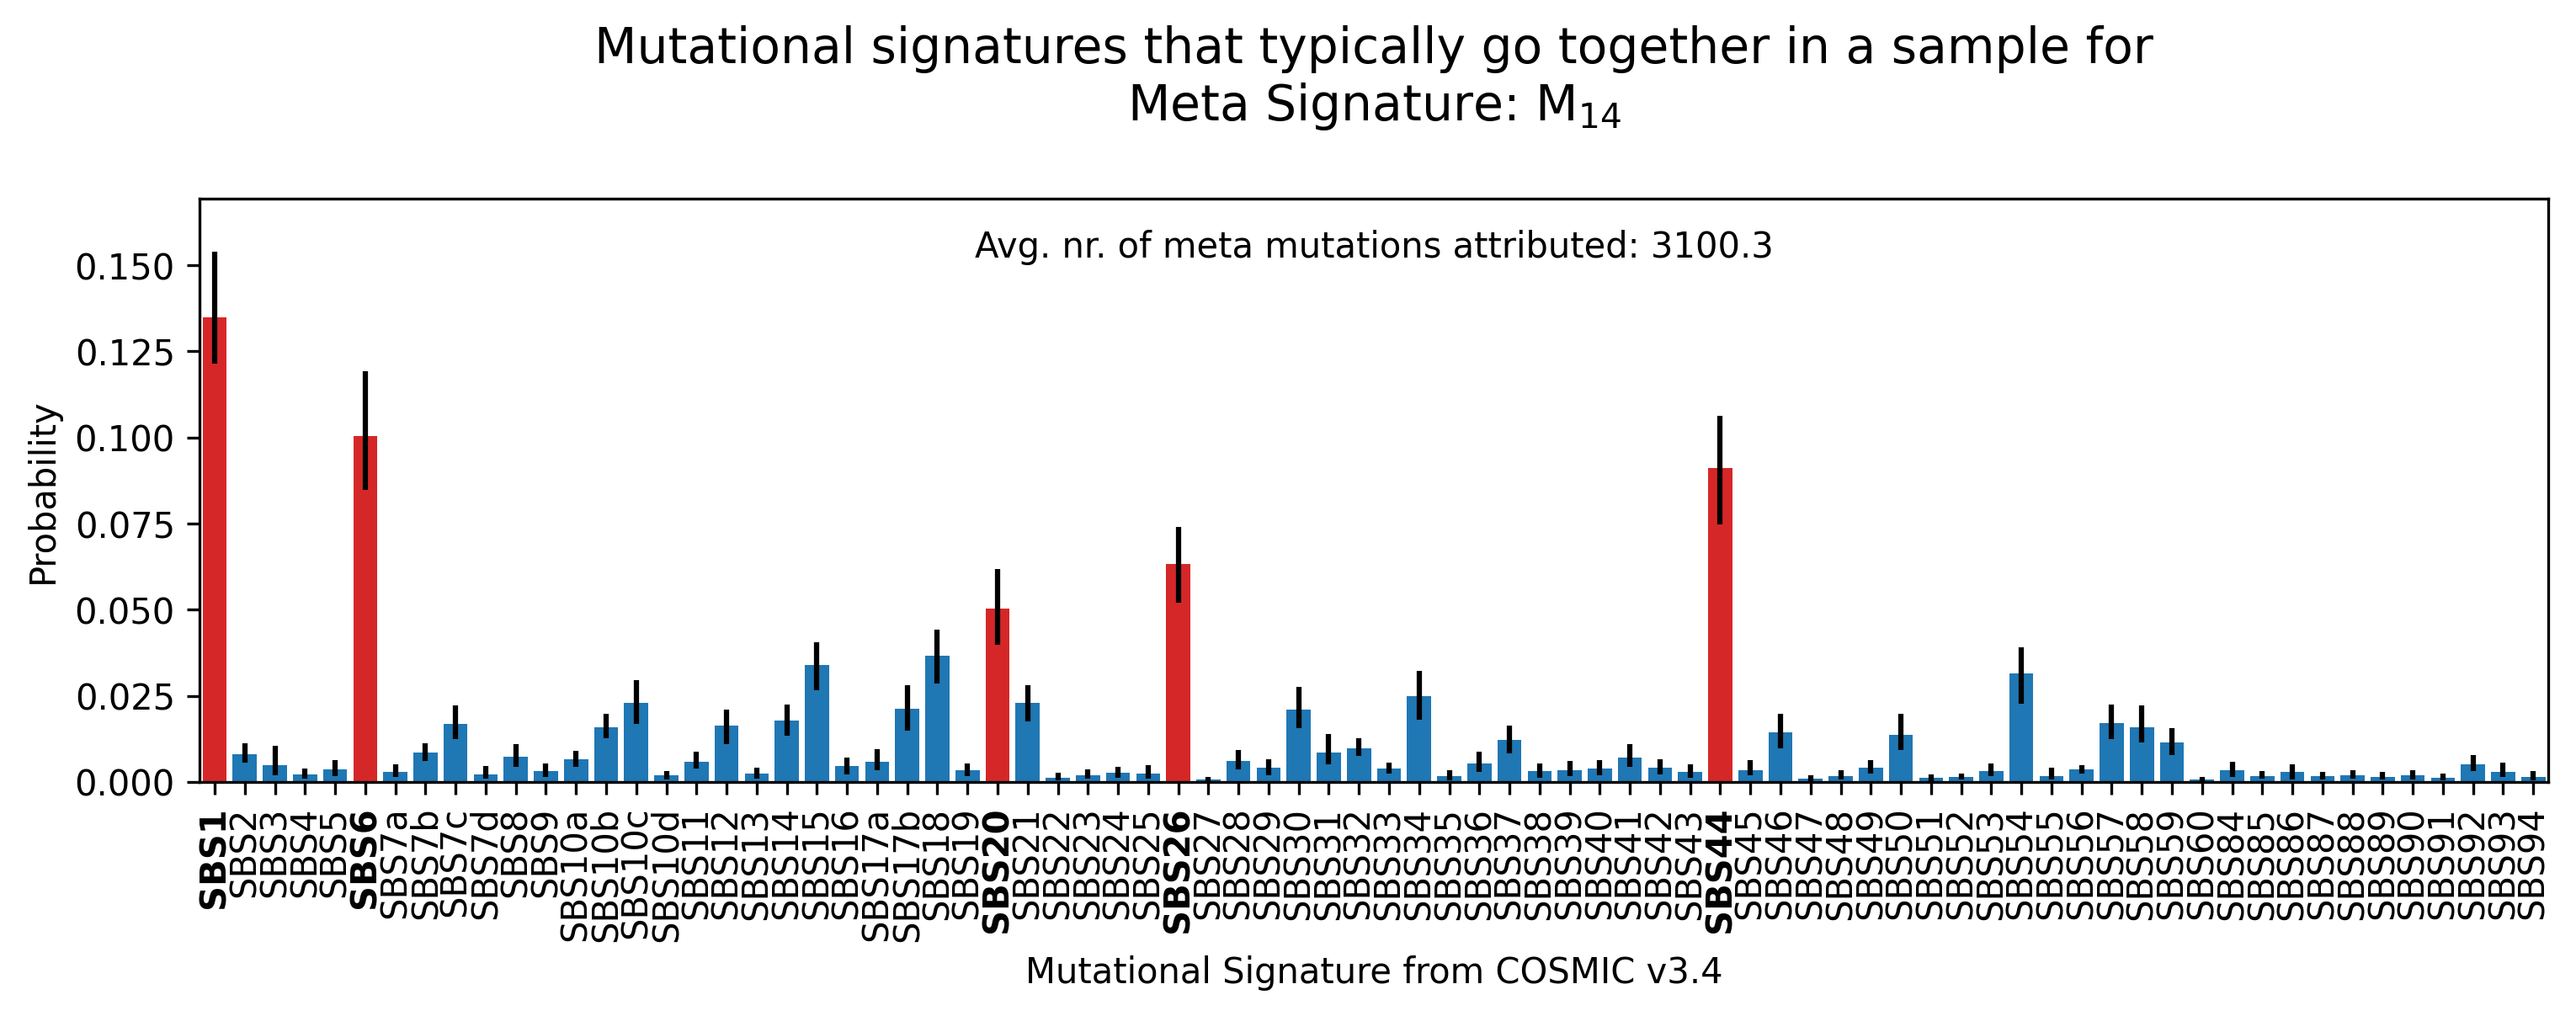 Mutational signatures that typically go together in a sample for
Meta Signature: M₁₄
Avg. nr. of meta mutations attributed: 3100.3
0.150
0.125
0.100
0.075
0.050
0.025
0.000
Probability
SBS1
SBS2
SBS3
SBS4
SBS5
SBS6
SBS7a
SBS7b
SBS7c
SBS7d
SBS8
SBS9
SBS10a
SBS10b
SBS10c
SBS10d
SBS11
SBS12
SBS13
SBS14
SBS15
SBS16
SBS17a
SBS17b
SBS18
SBS19
SBS20
SBS21
SBS22
SBS23
SBS24
SBS25
SBS26
SBS27
SBS28
SBS29
SBS30
SBS31
SBS32
SBS33
SBS34
SBS35
SBS36
SBS37
SBS38
SBS39
SBS40
SBS41
SBS42
SBS43
SBS44
SBS45
SBS46
SBS47
SBS48
SBS49
SBS50
SBS51
SBS52
SBS53
SBS54
SBS55
SBS56
SBS57
SBS58
SBS59
SBS60
SBS84
SBS85
SBS86
SBS87
SBS88
SBS89
SBS90
SBS91
SBS92
SBS93
SBS94
Mutational Signature from COSMIC v3.4